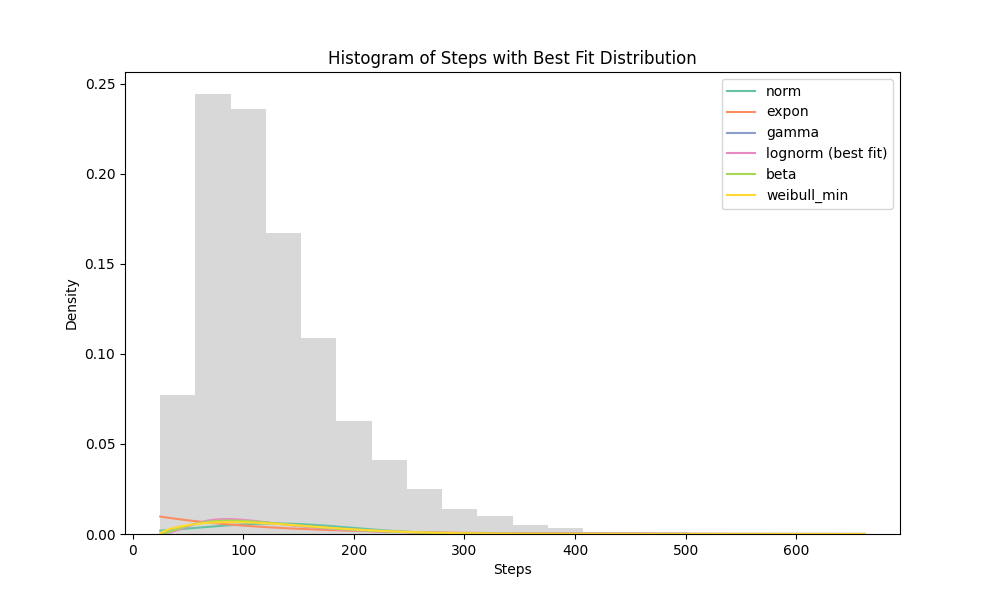 Histogram of Steps with Best Fit Distribution
norm
expon
gamma
lognorm (best fit)
beta
weibull_min
Density
0.25
0.20
0.15
0.10
0.05
0.00
0 100 200 300 400 500 600
Steps